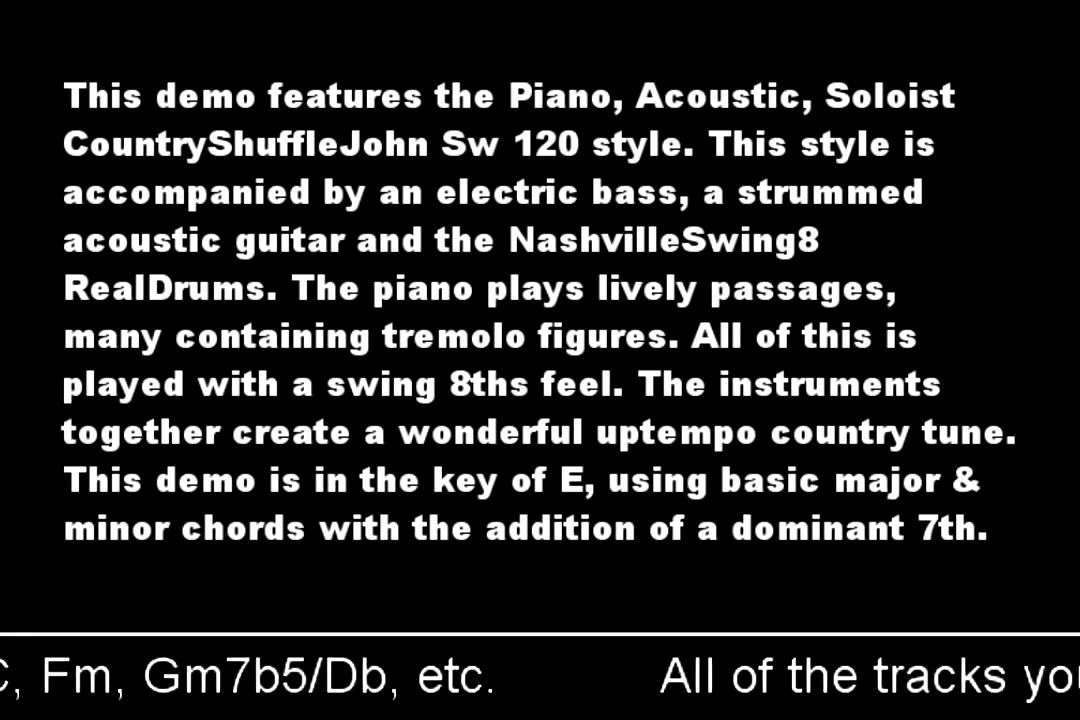 This demo features the Piano, Acoustic, Soloist
CountryShuffleJohn Sw 120 style. This style is
accompanied by an electric bass, a strummed
acoustic guitar and the NashvilleSwing8
RealDrums. The piano plays lively passages,
many containing tremolo figures. All of this is
played with a swing 8ths feel. The instruments
together create a wonderful uptempo country tune.
This demo is in the key of E, using basic major &
minor chords with the addition of a dominant 7th.
C, Fm, Gm7b5/Db, etc. All of the tracks